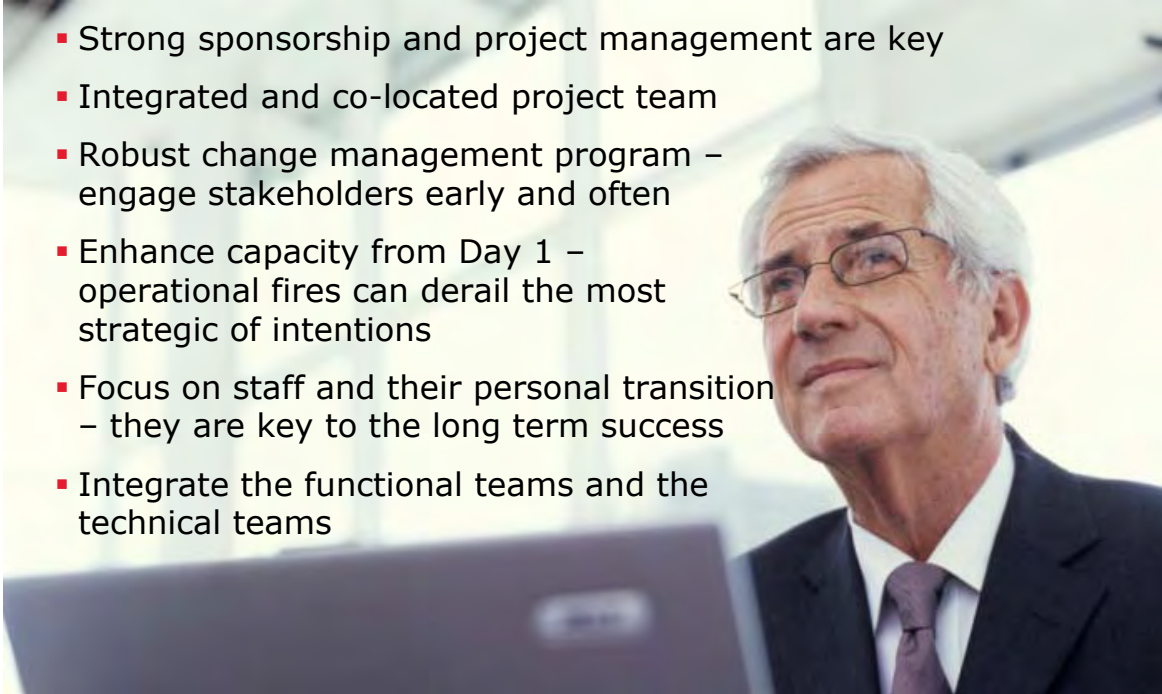 ▪ Strong sponsorship and project management are key
▪ Integrated and co-located project team
▪ Robust change management program –
engage stakeholders early and often
▪ Enhance capacity from Day 1 –
operational fires can derail the most
strategic of intentions
▪ Focus on staff and their personal transition
– they are key to the long term success
▪ Integrate the functional teams and the
technical teams